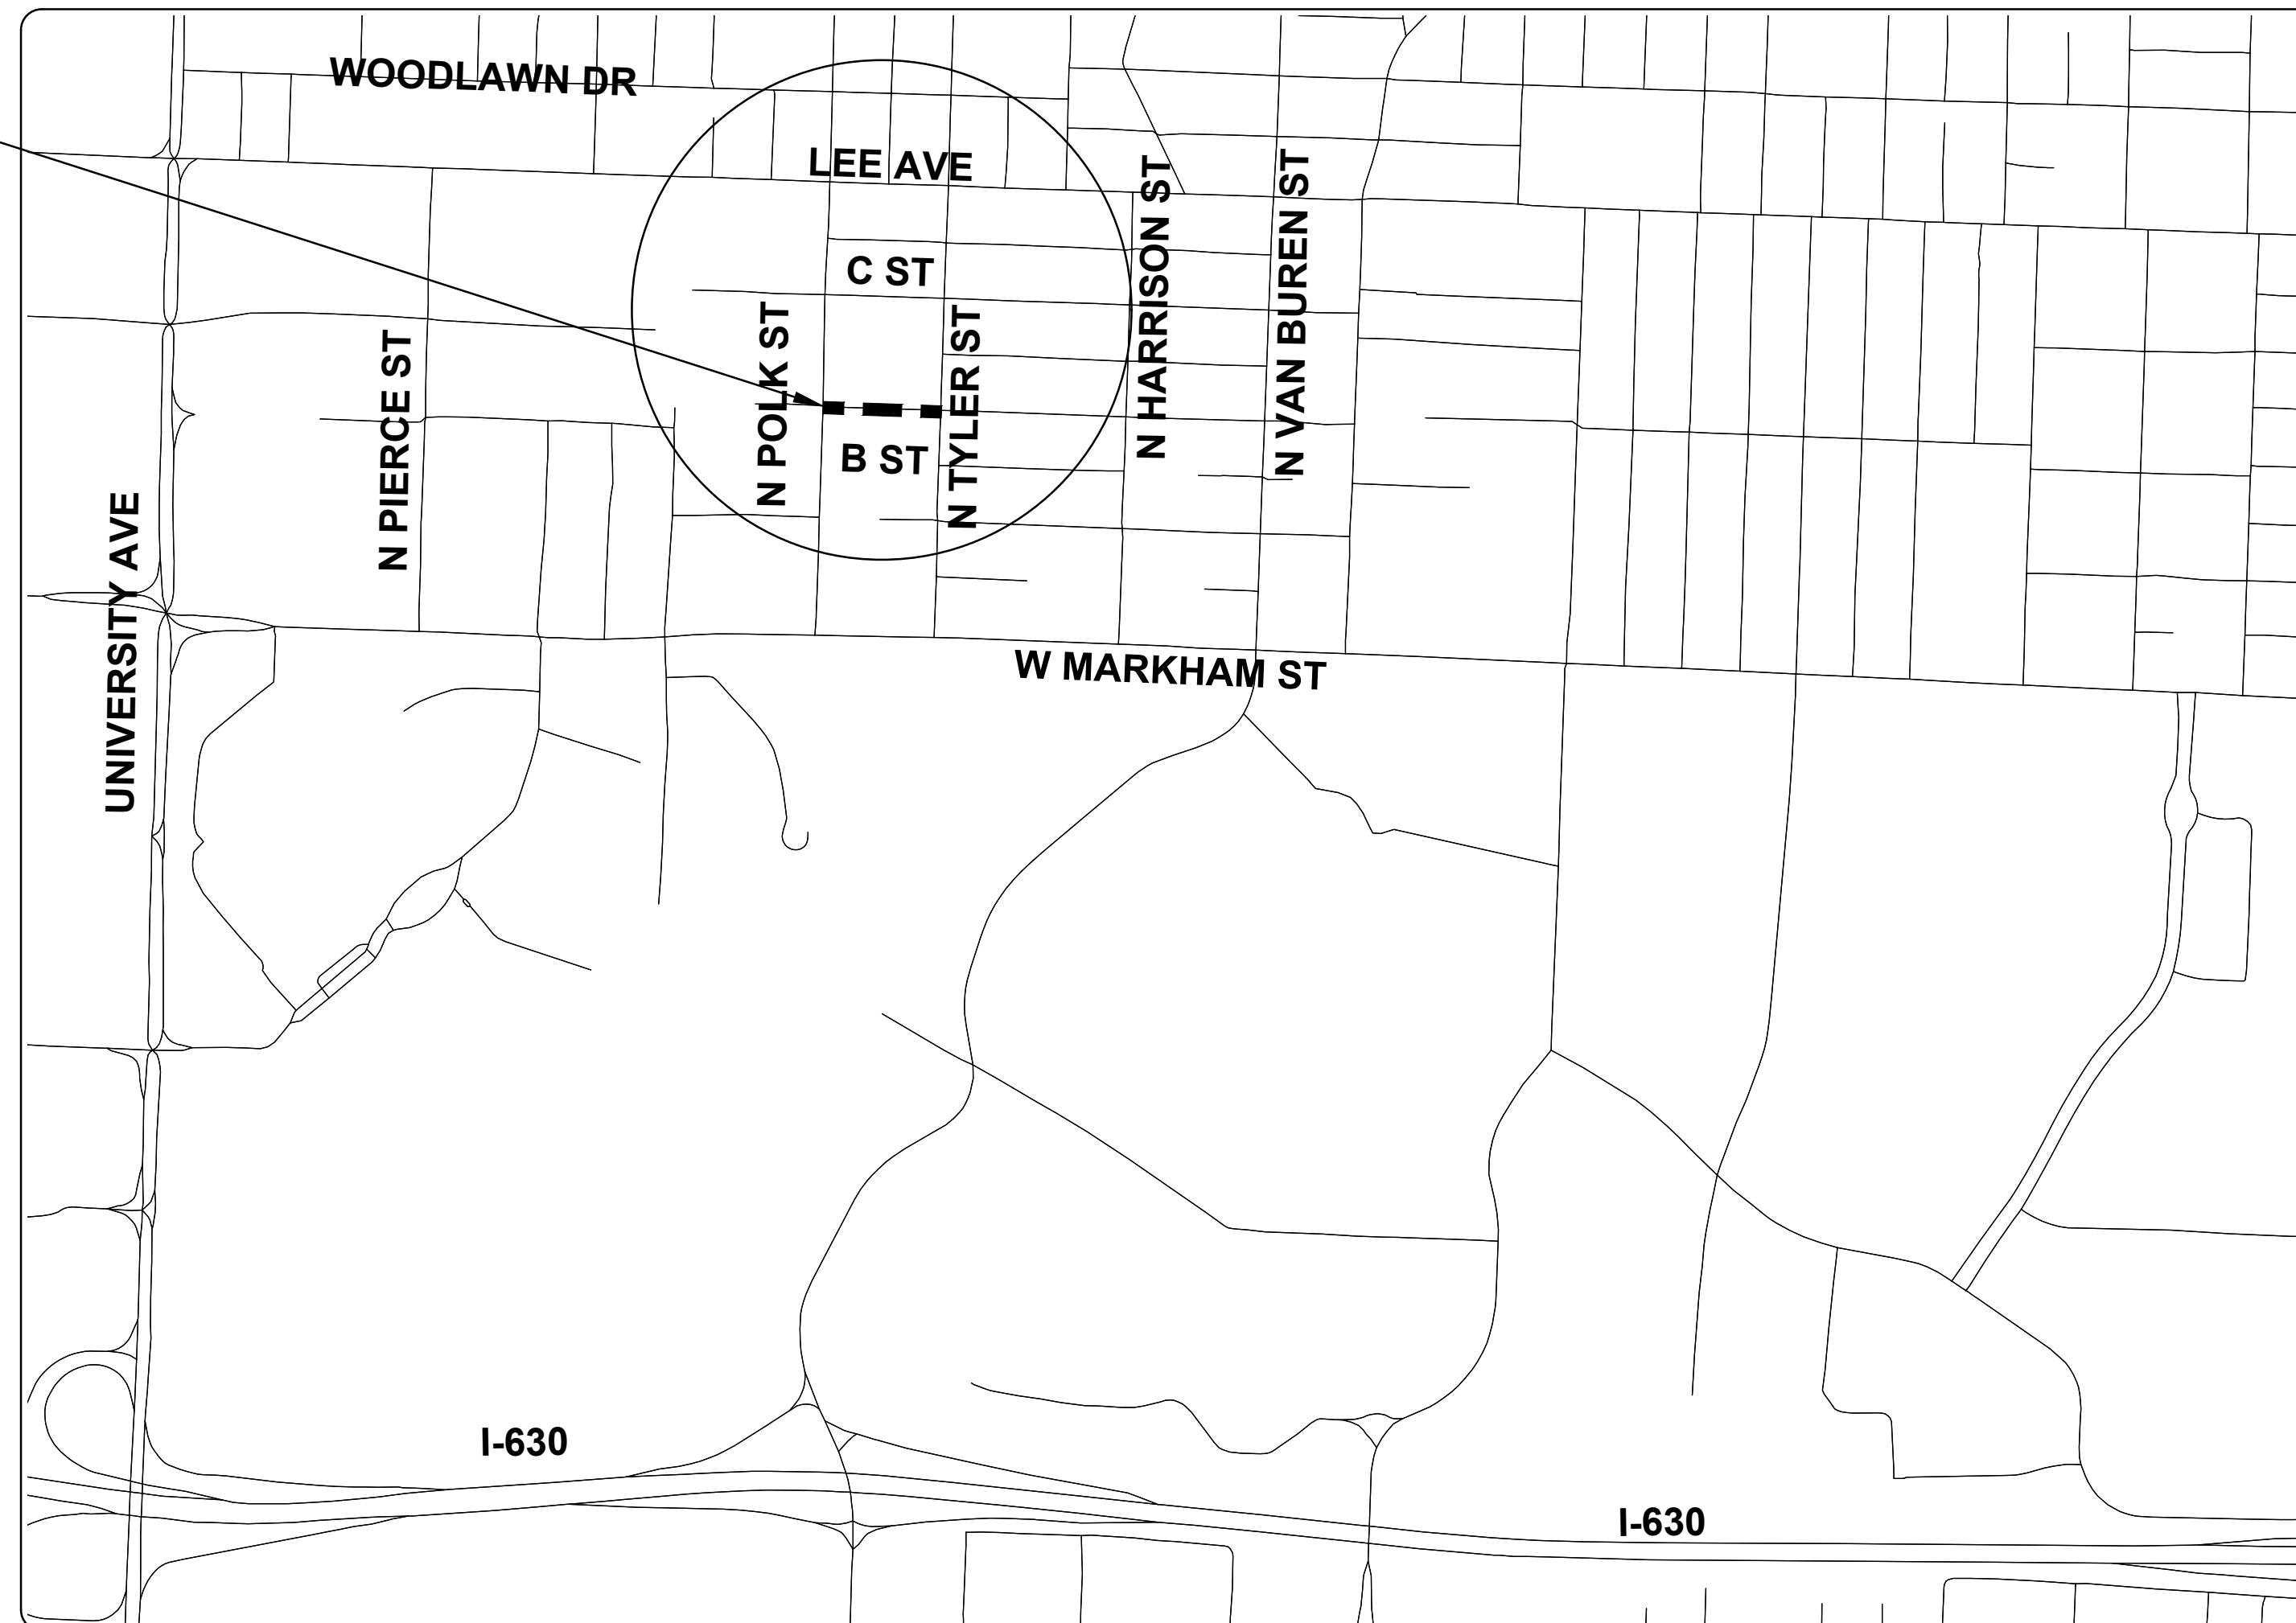 WOODLAWN DR
LEE AVE
N HARRISON ST
N VAN BUREN ST
C ST
N POLK ST
N TYLER ST
N PIERCE ST
B ST
UNIVERSITY AVE
W MARKHAM ST
I-630
I-630